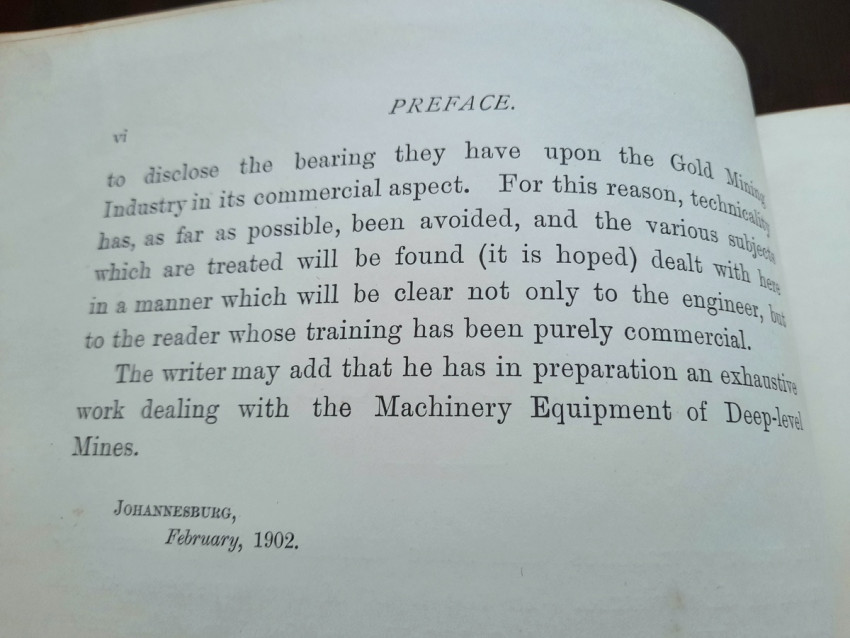 PREFACE.
vi
to disclose the bearing they have upon the Gold Mining
Industry in its commercial aspect. For this reason, technicality
has, as far as possible, been avoided, and the various subjects
which are treated will be found (it is hoped) dealt with here
in a manner which will be clear not only to the engineer, but
to the reader whose training has been purely commercial.
The writer may add that he has in preparation an exhaustive
work dealing with the Machinery Equipment of Deep-level
Mines.
JOHANNESBURG,
February, 1902.